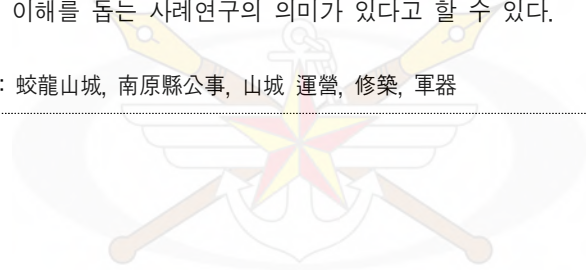 이해를 돕는 사례연구의 의미가 있다고 할 수 있다.
: 蛟龍山城, 南原縣公事, 山城 運營, 修築, 軍器